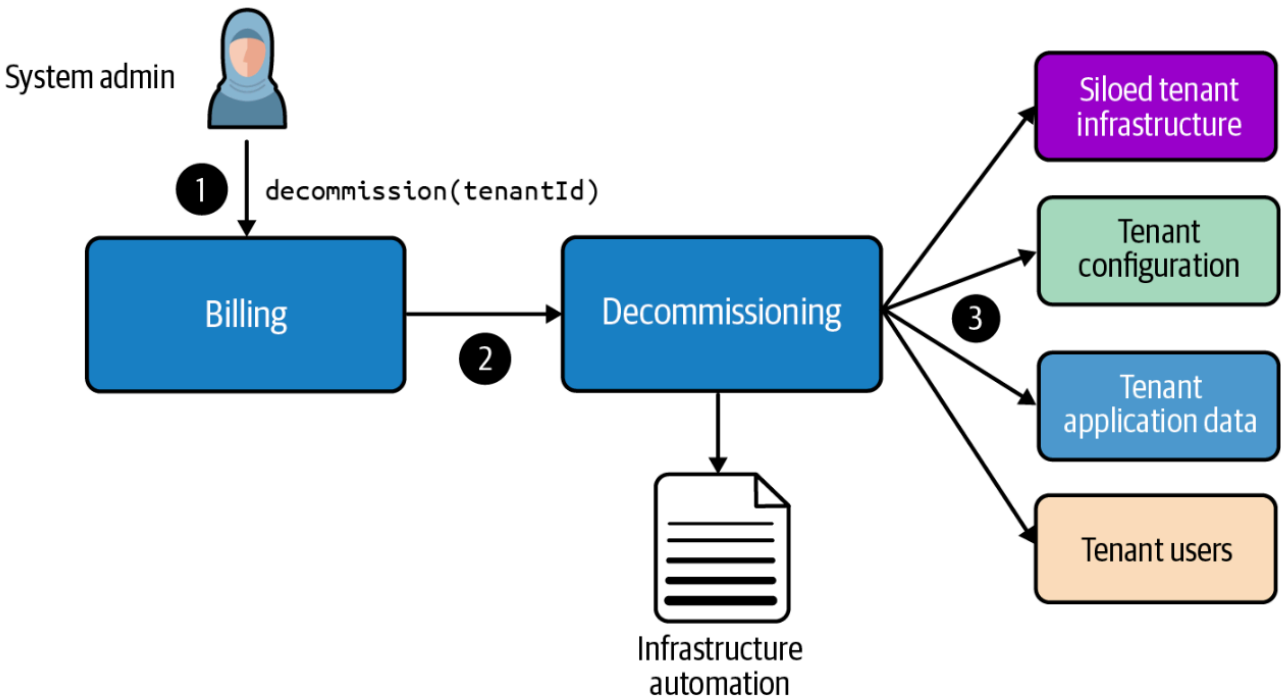 System admin
1
decommission(tenantId)
Billing
2
Decommissioning
Infrastructure
automation
3
Siloed tenant
infrastructure
Tenant
configuration
Tenant
application data
Tenant users